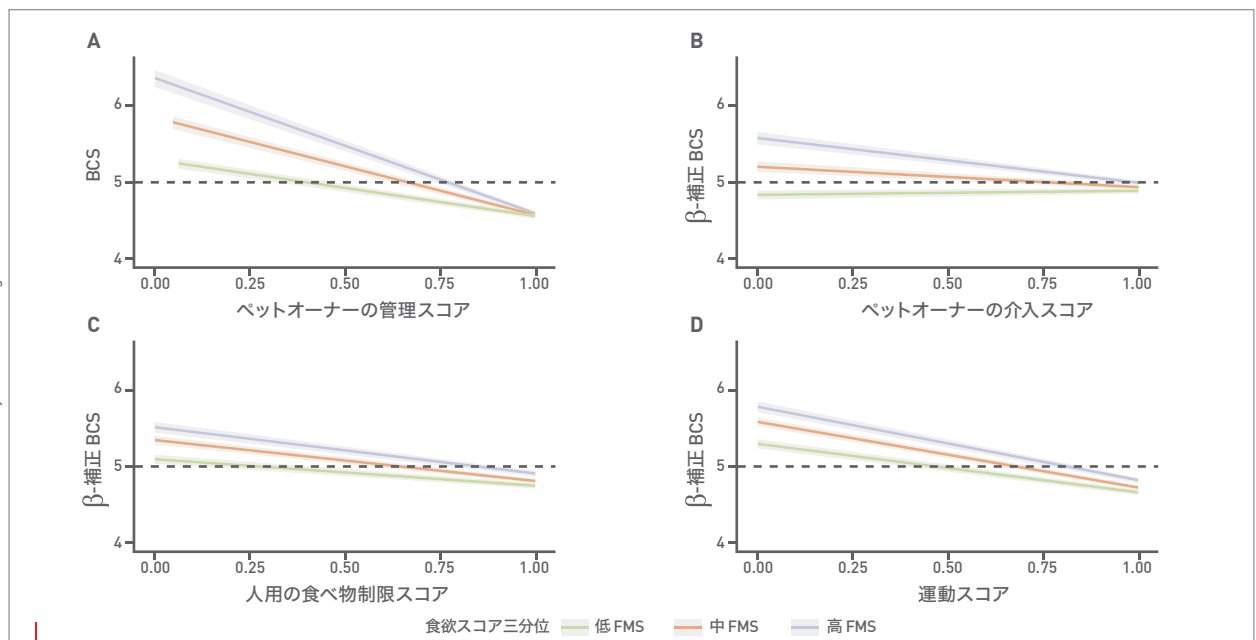 A
BCS
6
5
4
0.00 0.25 0.50 0.75 1.00
ペットオーナーの管理スコア
B
β-補正 BCS
6
5
4
0.00 0.25 0.50 0.75 1.00
ペットオーナーの介入スコア
C
β-補正 BCS
6
5
4
0.00 0.25 0.50 0.75 1.00
人用の食べ物制限スコア
D
β-補正 BCS
6
5
4
0.00 0.25 0.50 0.75 1.00
運動スコア
食欲スコア三分位 低 FMS 中 FMS 高 FMS